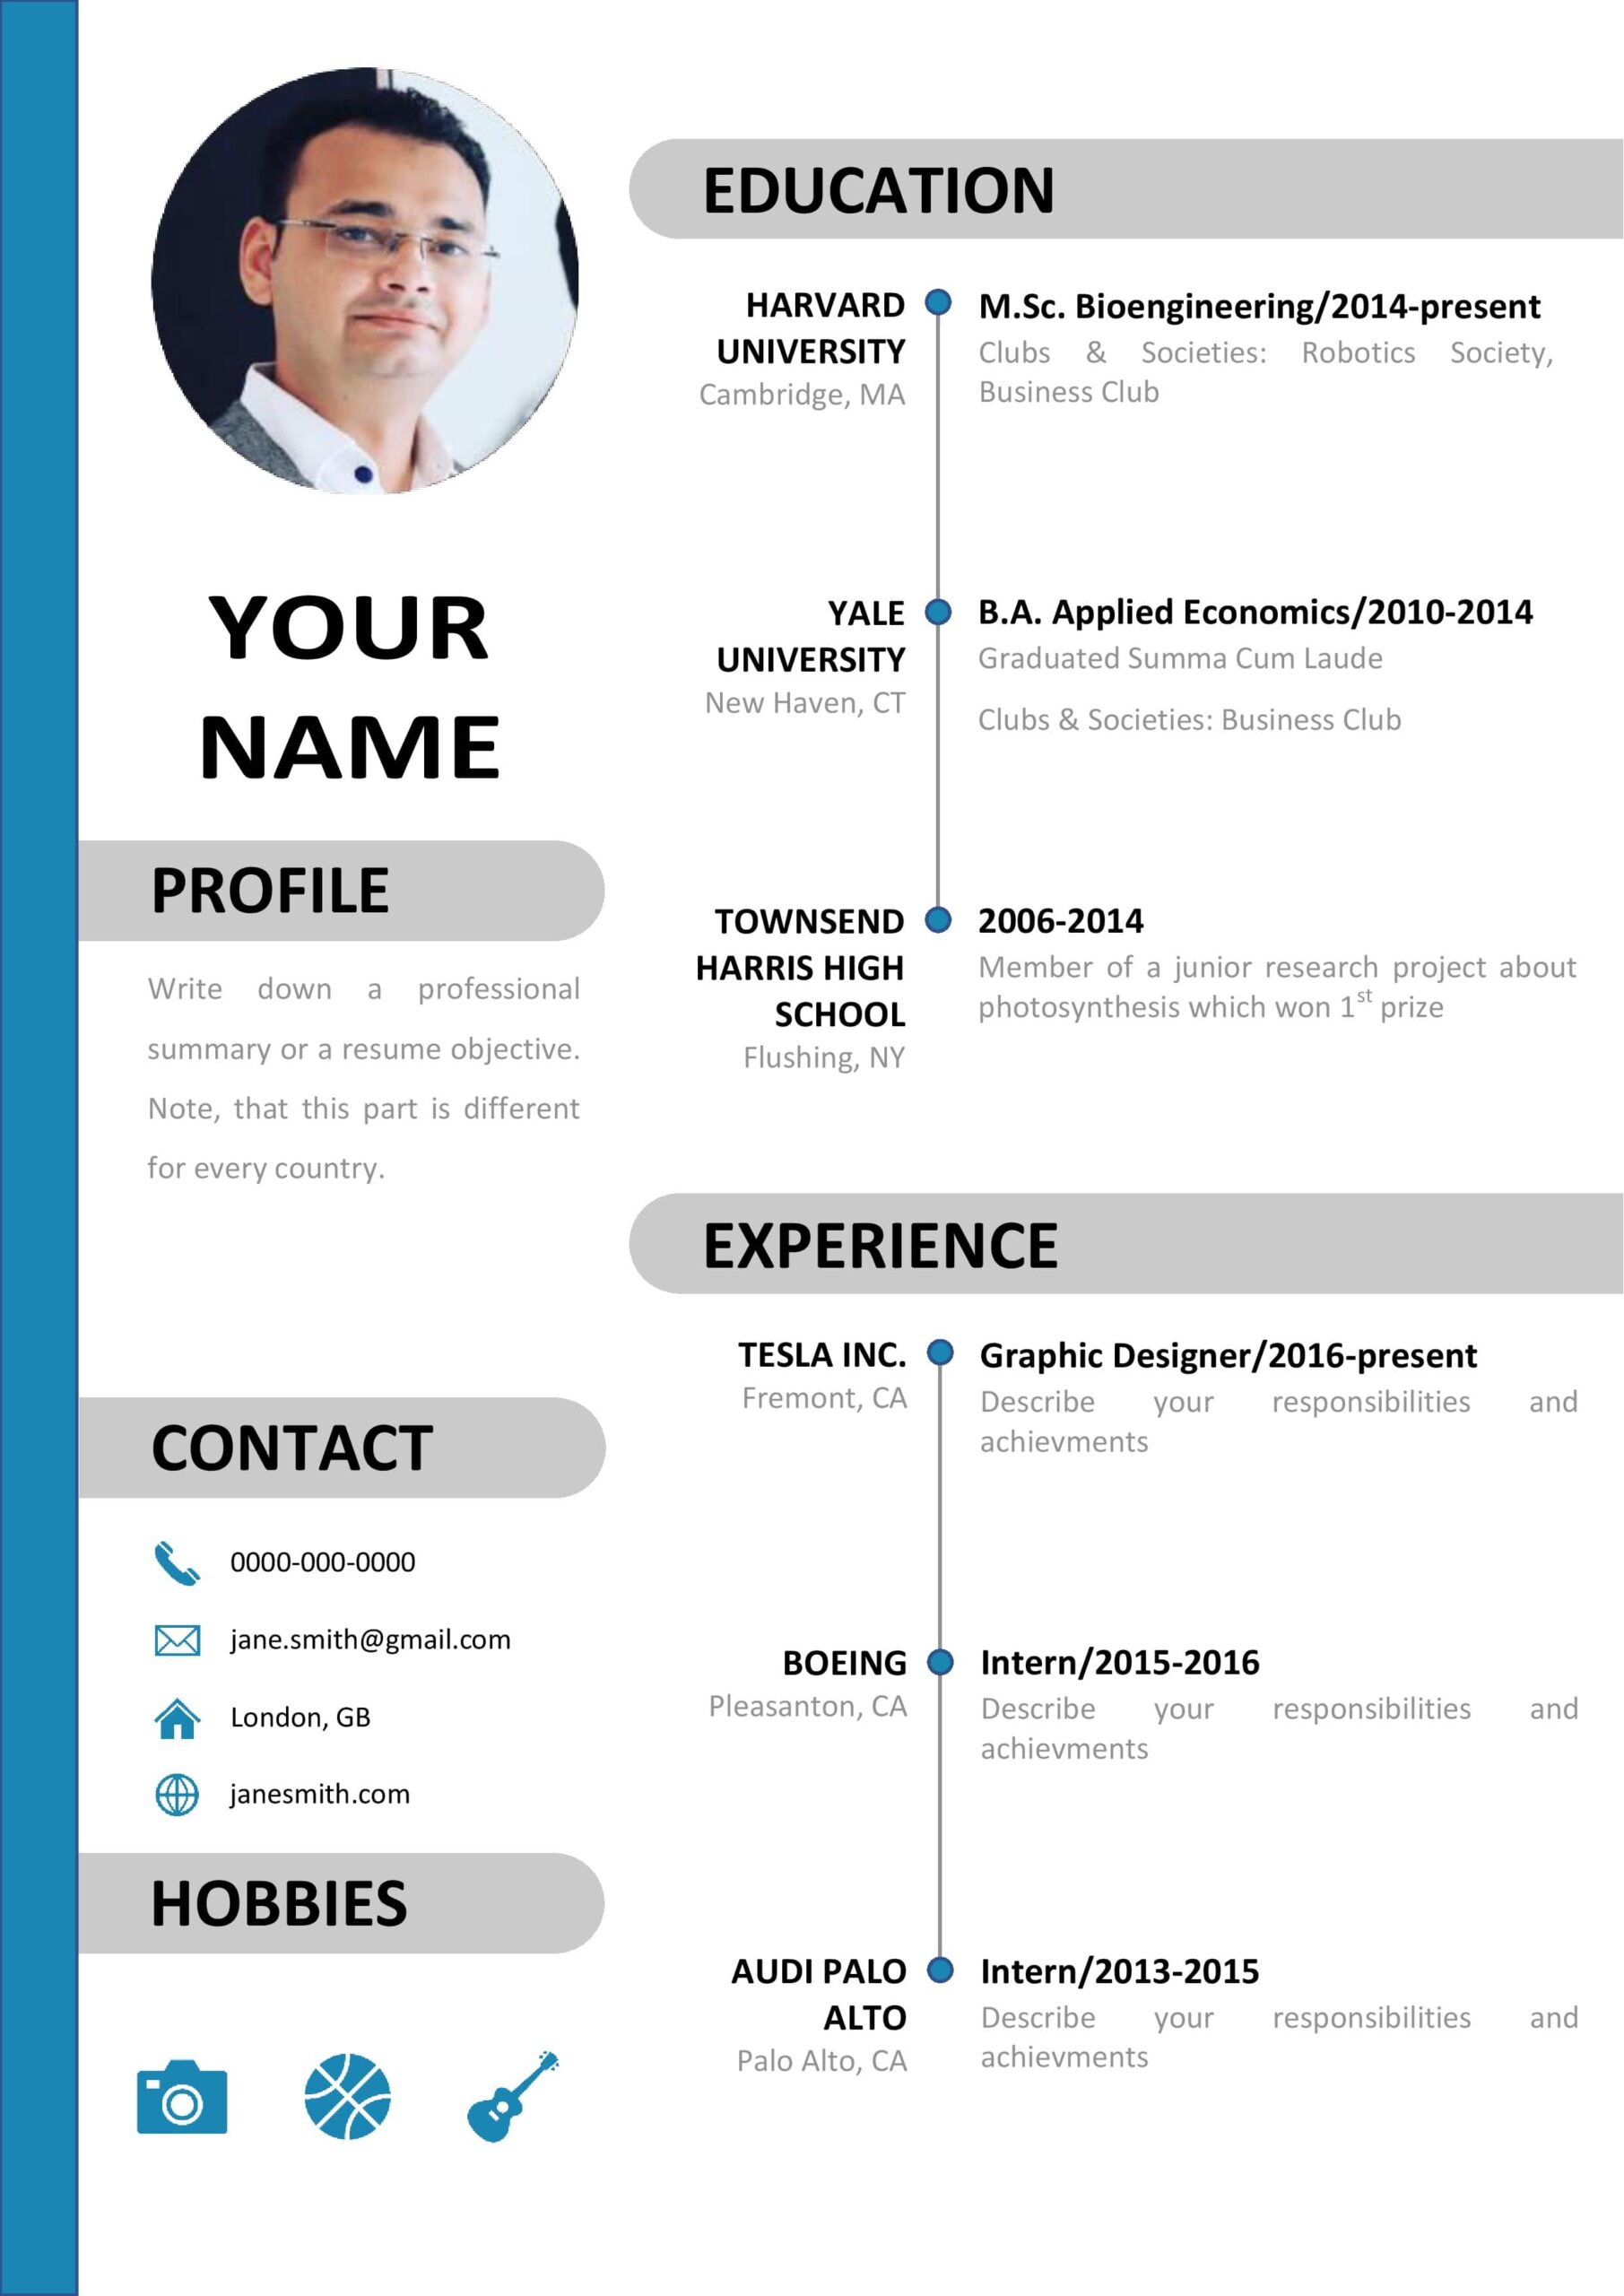 YOUR
NAME
PROFILE
Write down a professional
summary or a resume objective.
Note, that this part is different
for every country.
CONTACT
0000-000-0000
jane.smith@gmail.com
London, GB
janesmith.com
HOBBIES
EDUCATION
HARVARD
UNIVERSITY
Cambridge, MA
M.Sc. Bioengineering/2014-present
Clubs & Societies: Robotics Society,
Business Club
YALE
UNIVERSITY
New Haven, CT
B.A. Applied Economics/2010-2014
Graduated Summa Cum Laude
Clubs & Societies: Business Club
TOWNSEND
HARRIS HIGH
SCHOOL
Flushing, NY
2006-2014
Member of a junior research project about
photosynthesis which won 1st prize
EXPERIENCE
TESLA INC.
Fremont, CA
Graphic Designer/2016-present
Describe your responsibilities and
achievments
BOEING
Pleasanton, CA
Intern/2015-2016
Describe your responsibilities and
achievments
AUDI PALO
ALTO
Palo Alto, CA
Intern/2013-2015
Describe your responsibilities and
achievments